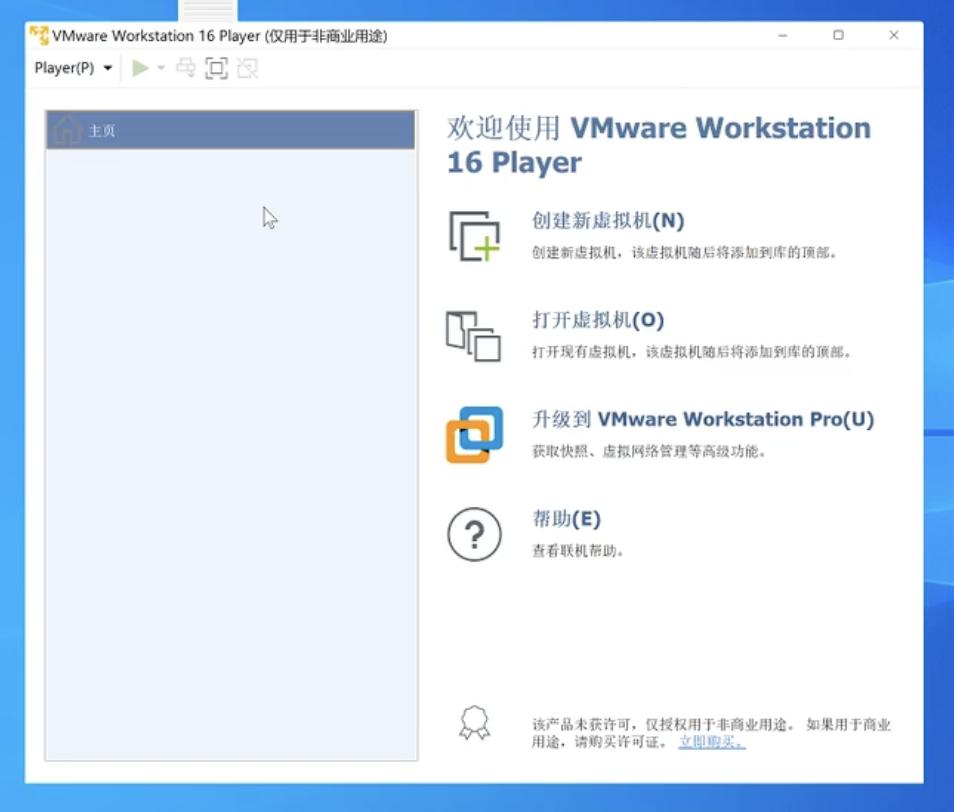 VMware Workstation 16 Player (仅用于非商业用途)
Player(P)
主页
欢迎使用 VMware Workstation
16 Player
创建新虚拟机(N)
创建新虚拟机，该虚拟机随后将添加到库的顶部。
打开虚拟机(O)
打开现有虚拟机，该虚拟机随后将添加到库的顶部。
升级到 VMware Workstation Pro(U)
获取快照、虚拟网络管理等高级功能。
帮助(E)
查看联机帮助。
该产品未获许可，仅授权用于非商业用途。 如果用于商业
用途，请购买许可证。 立即购买。